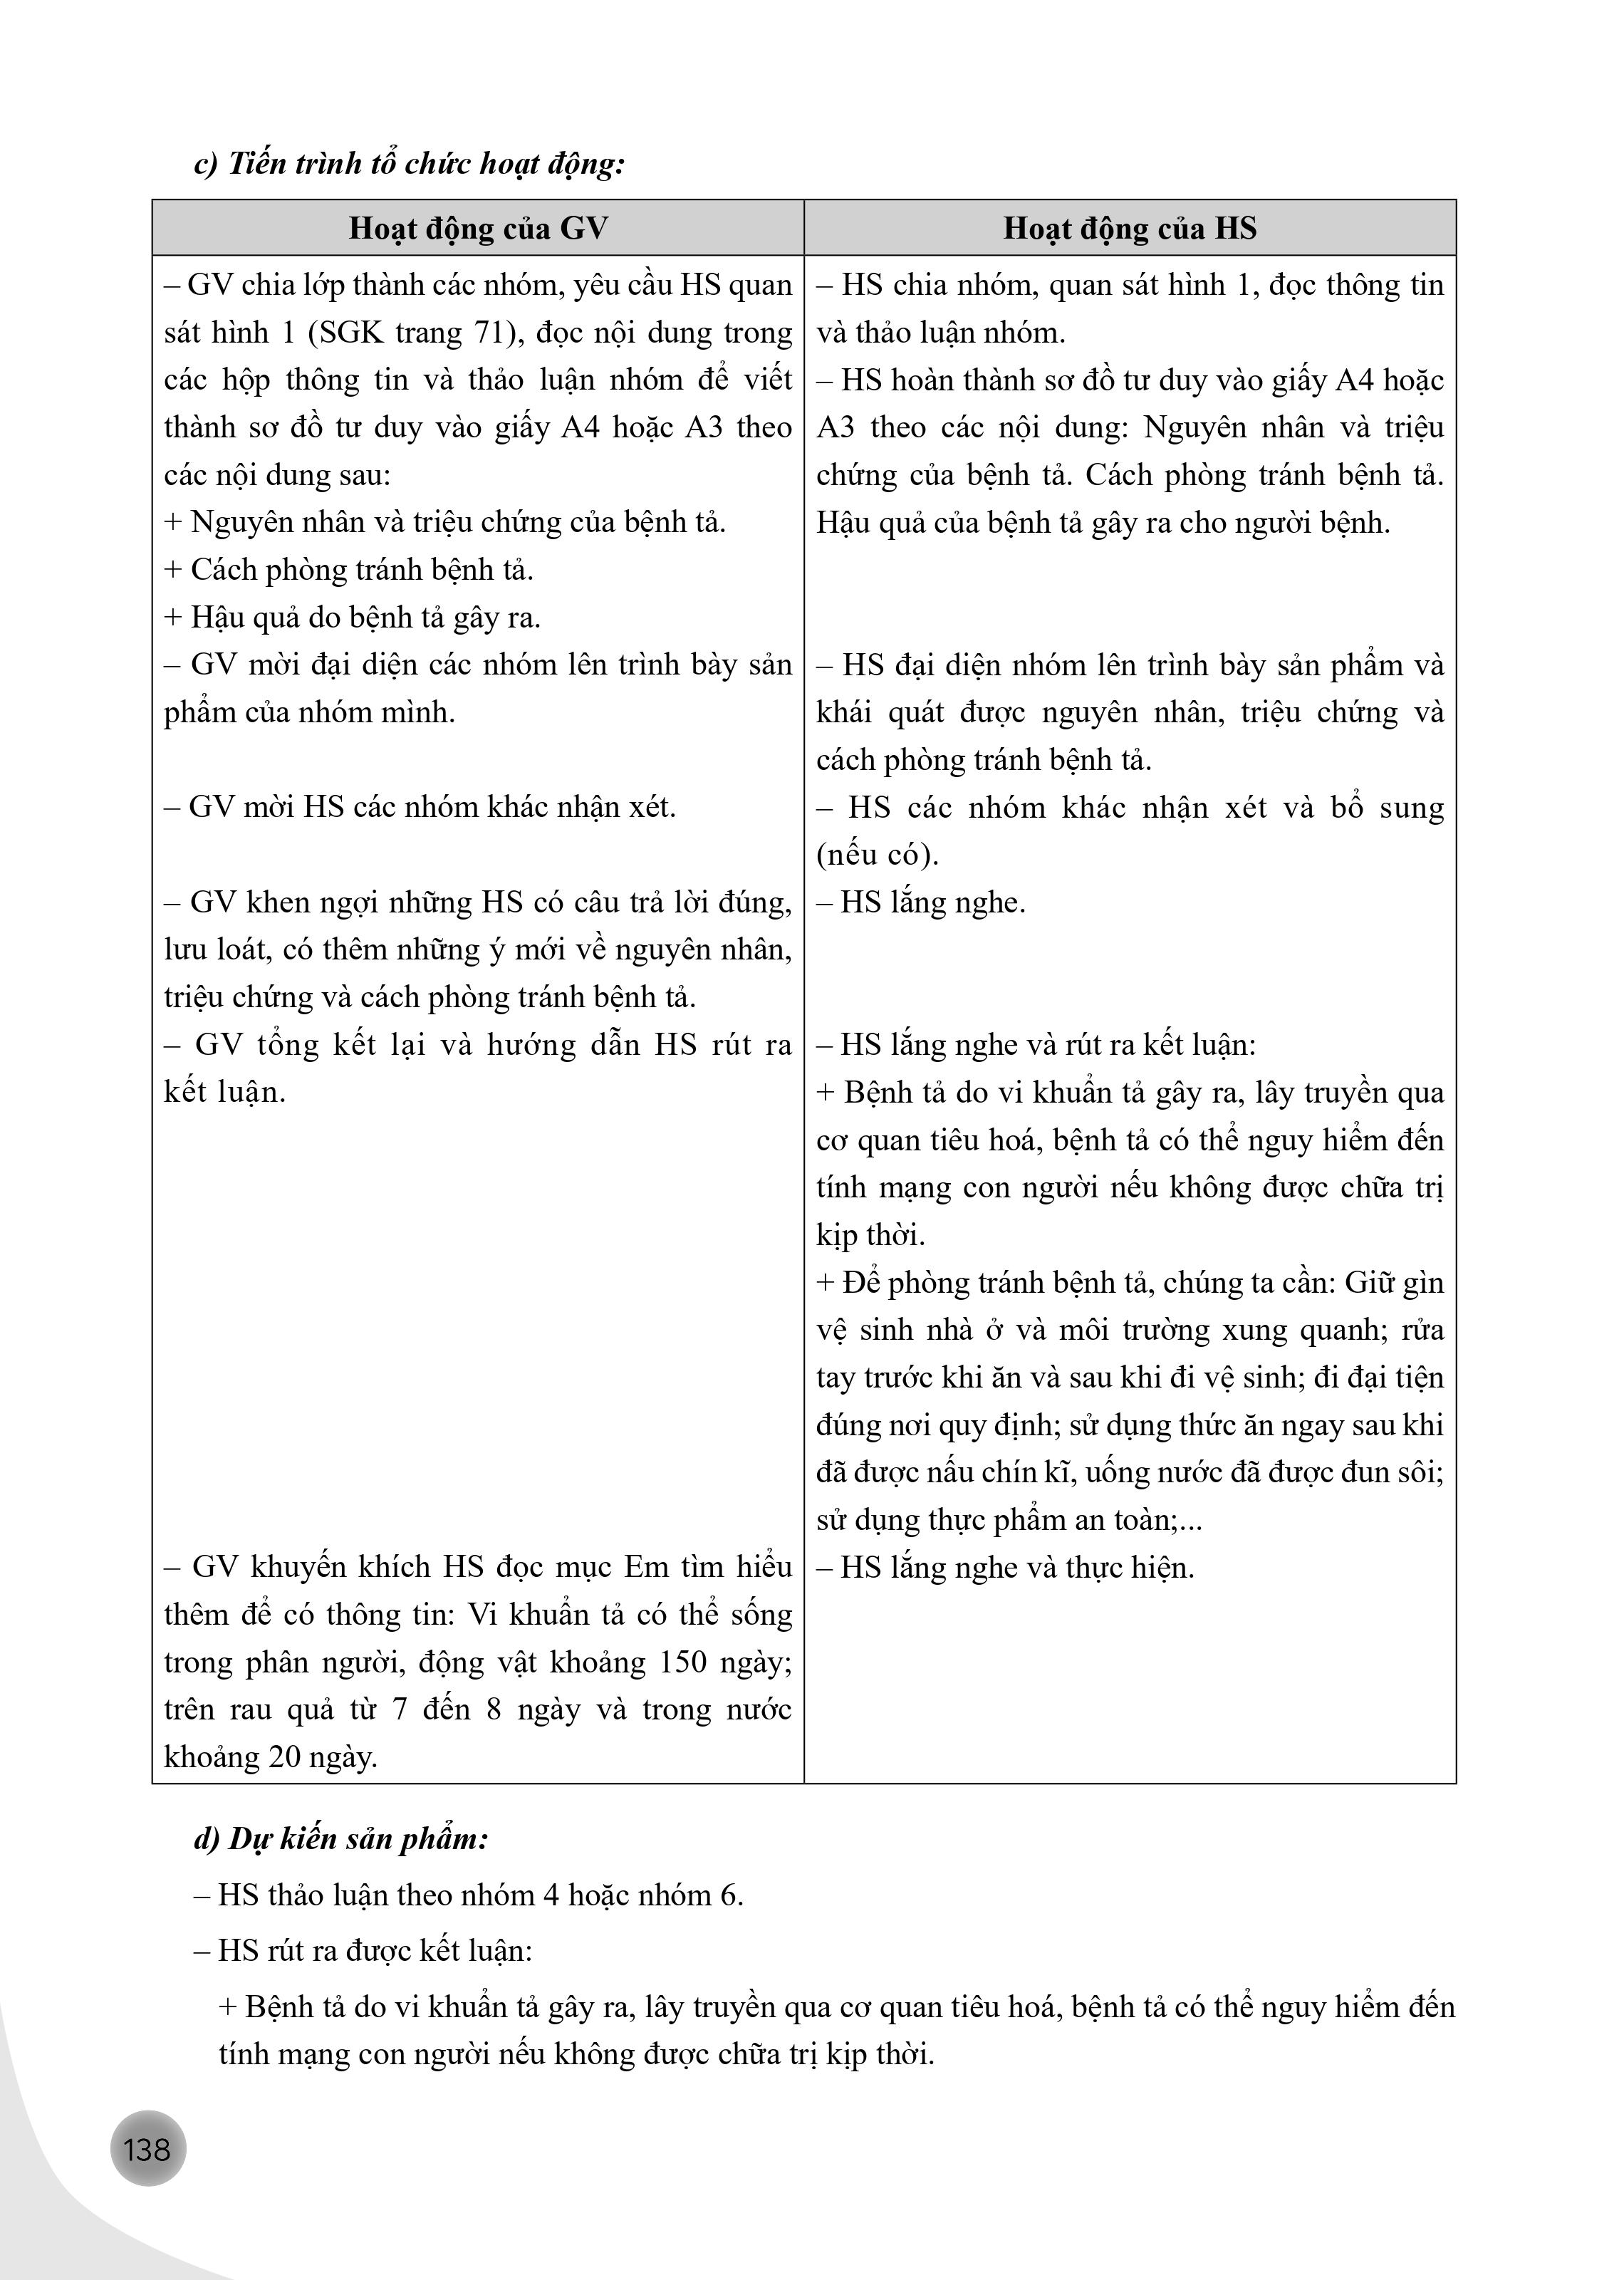 c) Tiến trình tổ chức hoạt động:
Hoạt động của GV
– GV chia lớp thành các nhóm, yêu cầu HS quan
sát hình 1 (SGK trang 71), đọc nội dung trong
các hộp thông tin và thảo luận nhóm để viết
thành sơ đồ tư duy vào giấy A4 hoặc A3 theo
các nội dung sau:
+ Nguyên nhân và triệu chứng của bệnh tả.
+ Cách phòng tránh bệnh tả.
+ Hậu quả do bệnh tả gây ra.
– GV mời đại diện các nhóm lên trình bày sản
phẩm của nhóm mình.
– GV mời HS các nhóm khác nhận xét.
– GV khen ngợi những HS có câu trả lời đúng,
lưu loát, có thêm những ý mới về nguyên nhân,
triệu chứng và cách phòng tránh bệnh tả.
– GV tổng kết lại và hướng dẫn HS rút ra
kết luận.
– GV khuyến khích HS đọc mục Em tìm hiểu
thêm để có thông tin: Vi khuẩn tả có thể sống
trong phân người, động vật khoảng 150 ngày;
trên rau quả từ 7 đến 8 ngày và trong nước
khoảng 20 ngày.
Hoạt động của HS
– HS chia nhóm, quan sát hình 1, đọc thông tin
và thảo luận nhóm.
– HS hoàn thành sơ đồ tư duy vào giấy A4 hoặc
A3 theo các nội dung: Nguyên nhân và triệu
chứng của bệnh tả. Cách phòng tránh bệnh tả.
Hậu quả của bệnh tả gây ra cho người bệnh.
– HS đại diện nhóm lên trình bày sản phẩm và
khái quát được nguyên nhân, triệu chứng và
cách phòng tránh bệnh tả.
– HS các nhóm khác nhận xét và bổ sung
(nếu có).
– HS lắng nghe.
– HS lắng nghe và rút ra kết luận:
+ Bệnh tả do vi khuẩn tả gây ra, lây truyền qua
cơ quan tiêu hoá, bệnh tả có thể nguy hiểm đến
tính mạng con người nếu không được chữa trị
kịp thời.
+ Để phòng tránh bệnh tả, chúng ta cần: Giữ gìn
vệ sinh nhà ở và môi trường xung quanh; rửa
tay trước khi ăn và sau khi đi vệ sinh; đi đại tiện
đúng nơi quy định; sử dụng thức ăn ngay sau khi
đã được nấu chín kĩ, uống nước đã được đun sôi;
sử dụng thực phẩm an toàn;...
– HS lắng nghe và thực hiện.
d) Dự kiến sản phẩm:
– HS thảo luận theo nhóm 4 hoặc nhóm 6.
– HS rút ra được kết luận:
+ Bệnh tả do vi khuẩn tả gây ra, lây truyền qua cơ quan tiêu hoá, bệnh tả có thể nguy hiểm đến
tính mạng con người nếu không được chữa trị kịp thời.
138